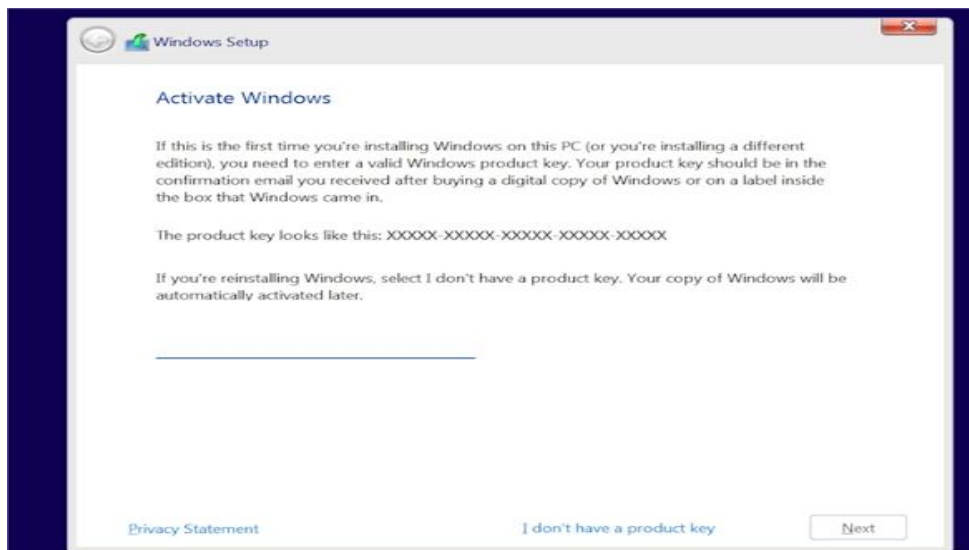 Windows Setup
Activate Windows
If this is the first time you're installing Windows on this PC (or you're installing a different
edition), you need to enter a valid Windows product key. Your product key should be in the
confirmation email you received after buying a digital copy of Windows or on a label inside
the box that Windows came in.
The product key looks like this: XXXXX-XXXXX-XXXXX-XXXXX-XXXXX
If you're reinstalling Windows, select I don't have a product key. Your copy of Windows will be
automatically activated later.
Privacy Statement
I don't have a product key
Next